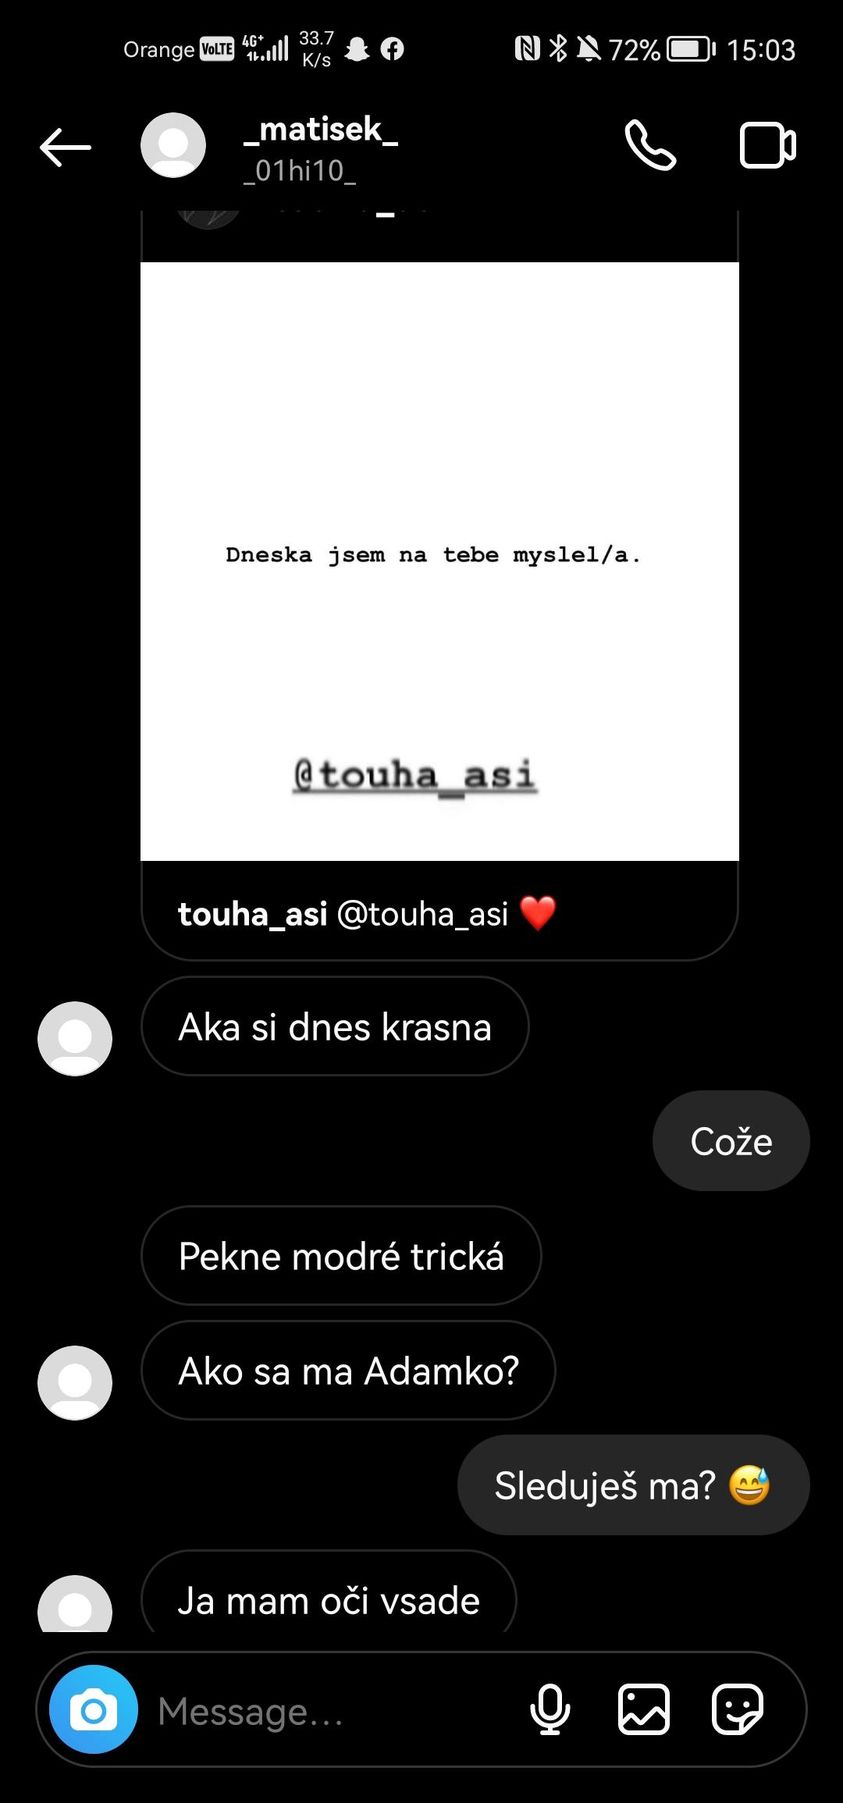 Orange VoLTE 4G+ 33.7 K/s 72% 15:03
_matisek_
_01hi10_
Dneska jsem na tebe myslel/a.
@touha_asi
touha_asi @touha_asi ❤️
Aka si dnes krasna
Cože
Pekne modré trická
Ako sa ma Adamko?
Sleduješ ma? 😅
Ja mam oči vsade
Message...